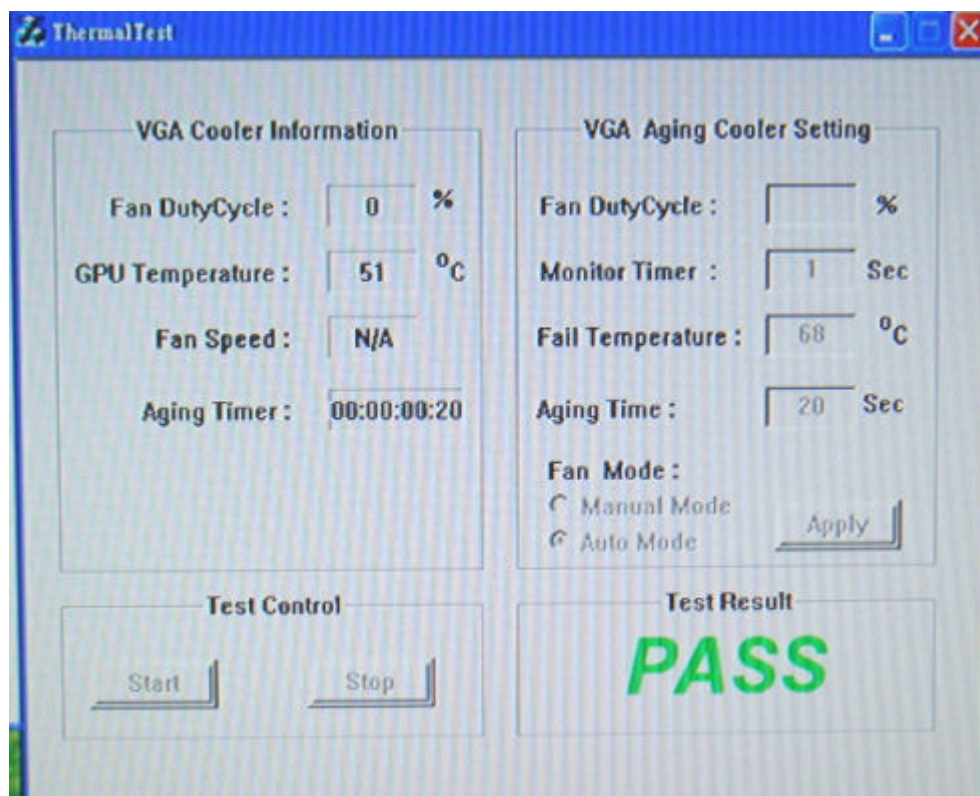 ThermalTest
VGA Cooler Information
Fan DutyCycle : 0 %
GPU Temperature : 51 °C
Fan Speed : N/A
Aging Timer : 00:00:00:20
VGA Aging Cooler Setting
Fan DutyCycle : %
Monitor Timer : 1 Sec
Fail Temperature : 68 °C
Aging Time : 20 Sec
Fan Mode :
Manual Mode
Auto Mode
Apply
Test Control
Start Stop
Test Result
PASS